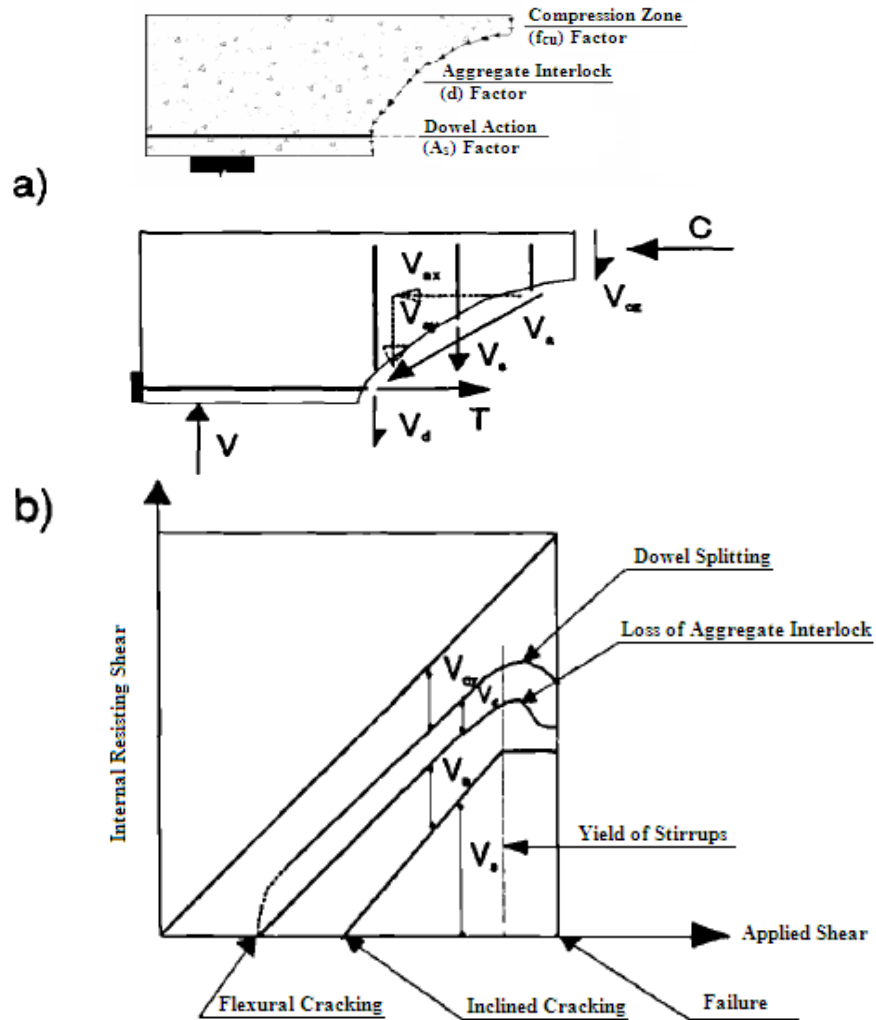 Compression Zone
(fcu) Factor
Aggregate Interlock
(d) Factor
Dowel Action
(As) Factor
a)
C
Vax
Vcz
Vay
Va
Vs
T
Vd
V
b)
Dowel Splitting
Loss of Aggregate Interlock
Vcz
Vd
Va
Internal Resisting Shear
Yield of Stirrups
Vs
Applied Shear
Flexural Cracking
Inclined Cracking
Failure